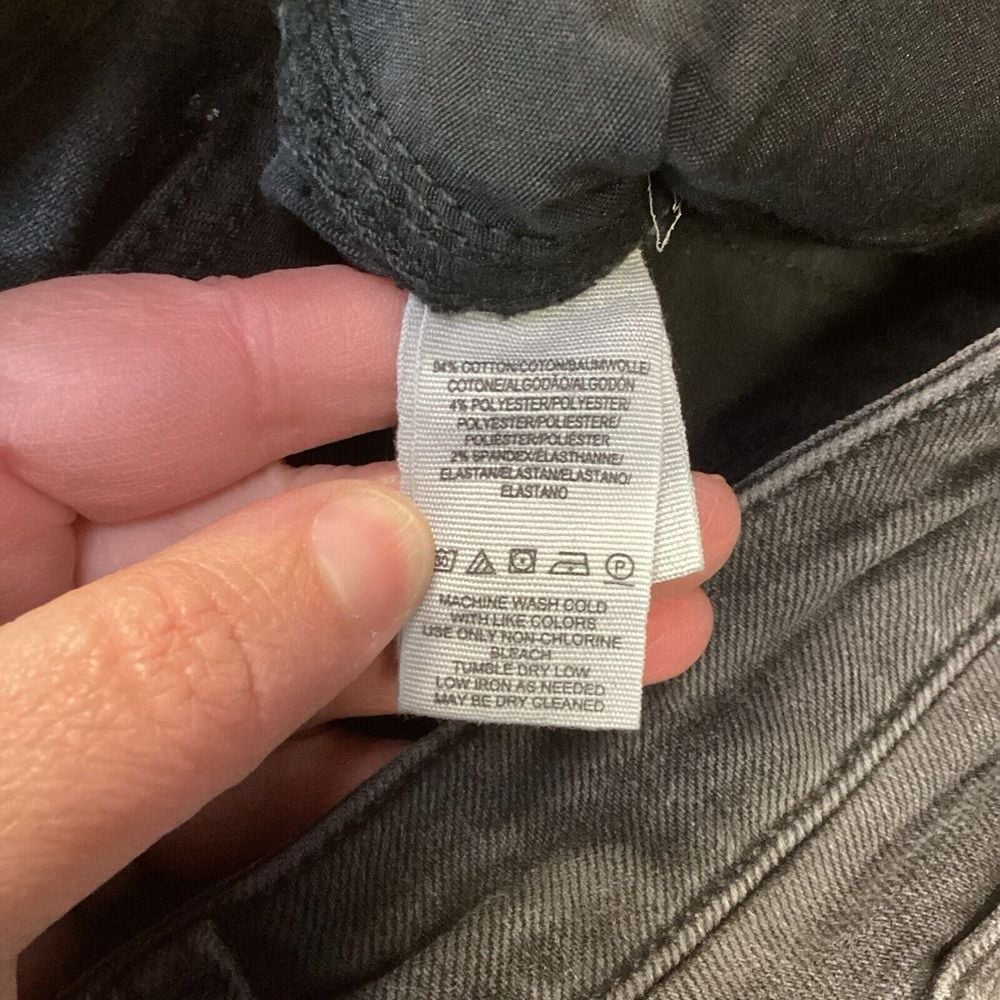 94% COTTON/COTON/BAUMWOLLE/
COTONE/ALGODÃO/ALGODÓN
4% POLYESTER/POLYESTER/
POLYESTER/POLIESTERE/
POLIÉSTER/POLIÉSTER
2% SPANDEX/ÉLASTHANNE/
ELASTAN/ELASTAN/ELASTANO/
ELASTANO
P
MACHINE WASH COLD
WITH LIKE COLORS
USE ONLY NON-CHLORINE
BLEACH
TUMBLE DRY LOW
LOW IRON AS NEEDED
MAY BE DRY CLEANED